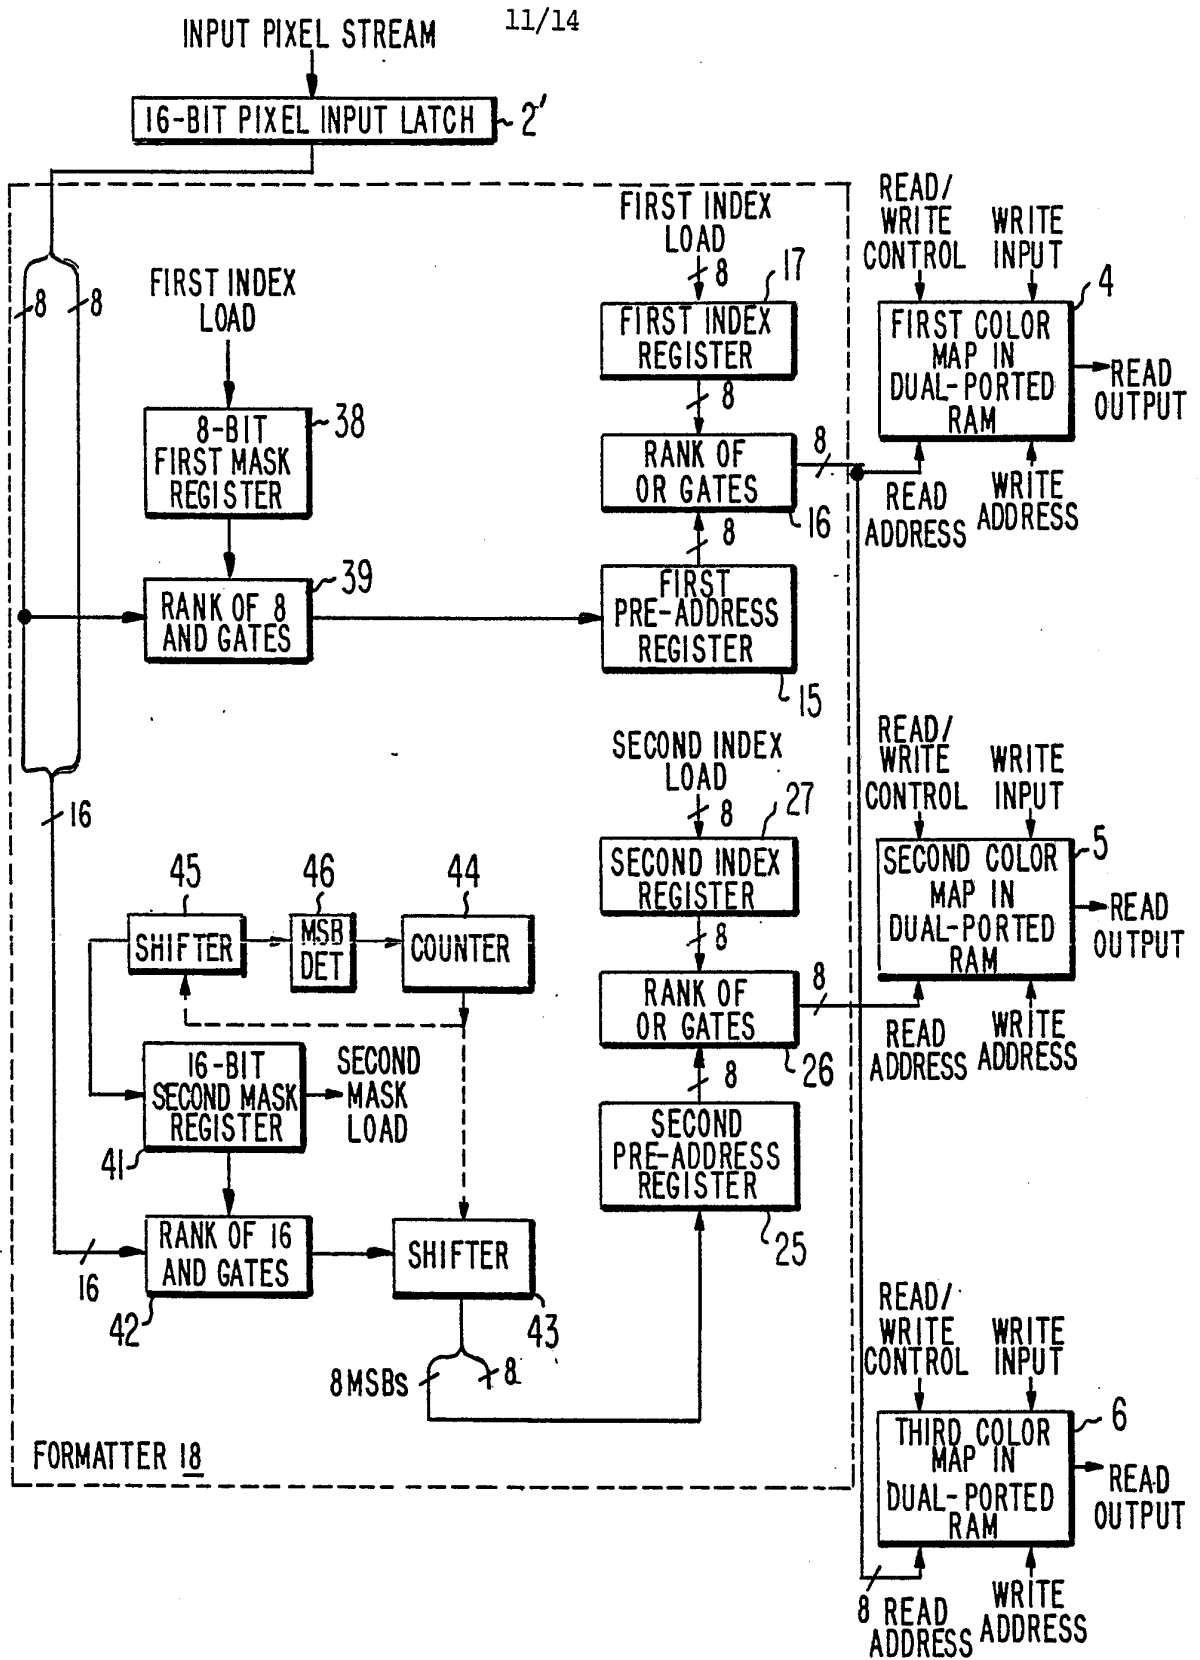 11/14
INPUT PIXEL STREAM
16-BIT PIXEL INPUT LATCH
2'
8
8
FIRST INDEX
LOAD
38
8-BIT
FIRST MASK
REGISTER
39
RANK OF 8
AND GATES
FIRST INDEX
LOAD
8
17
FIRST INDEX
REGISTER
8
RANK OF
OR GATES
8
16
8
FIRST
PRE-ADDRESS
REGISTER
15
READ/
WRITE
CONTROL
WRITE
INPUT
4
FIRST COLOR
MAP IN
DUAL-PORTED
RAM
READ
OUTPUT
READ
ADDRESS
WRITE
ADDRESS
16
45
SHIFTER
46
MSB
DET
44
COUNTER
16-BIT
SECOND MASK
REGISTER
41
SECOND
MASK
LOAD
16
RANK OF 16
AND GATES
42
SHIFTER
43
8MSBs
8
SECOND INDEX
LOAD
8
27
SECOND INDEX
REGISTER
8
RANK OF
OR GATES
8
26
8
SECOND
PRE-ADDRESS
REGISTER
25
READ/
WRITE
CONTROL
WRITE
INPUT
5
SECOND COLOR
MAP IN
DUAL-PORTED
RAM
READ
OUTPUT
READ
ADDRESS
WRITE
ADDRESS
FORMATTER 18
READ/
WRITE
CONTROL
WRITE
INPUT
6
THIRD COLOR
MAP IN
DUAL-PORTED
RAM
READ
OUTPUT
8
READ
ADDRESS
WRITE
ADDRESS